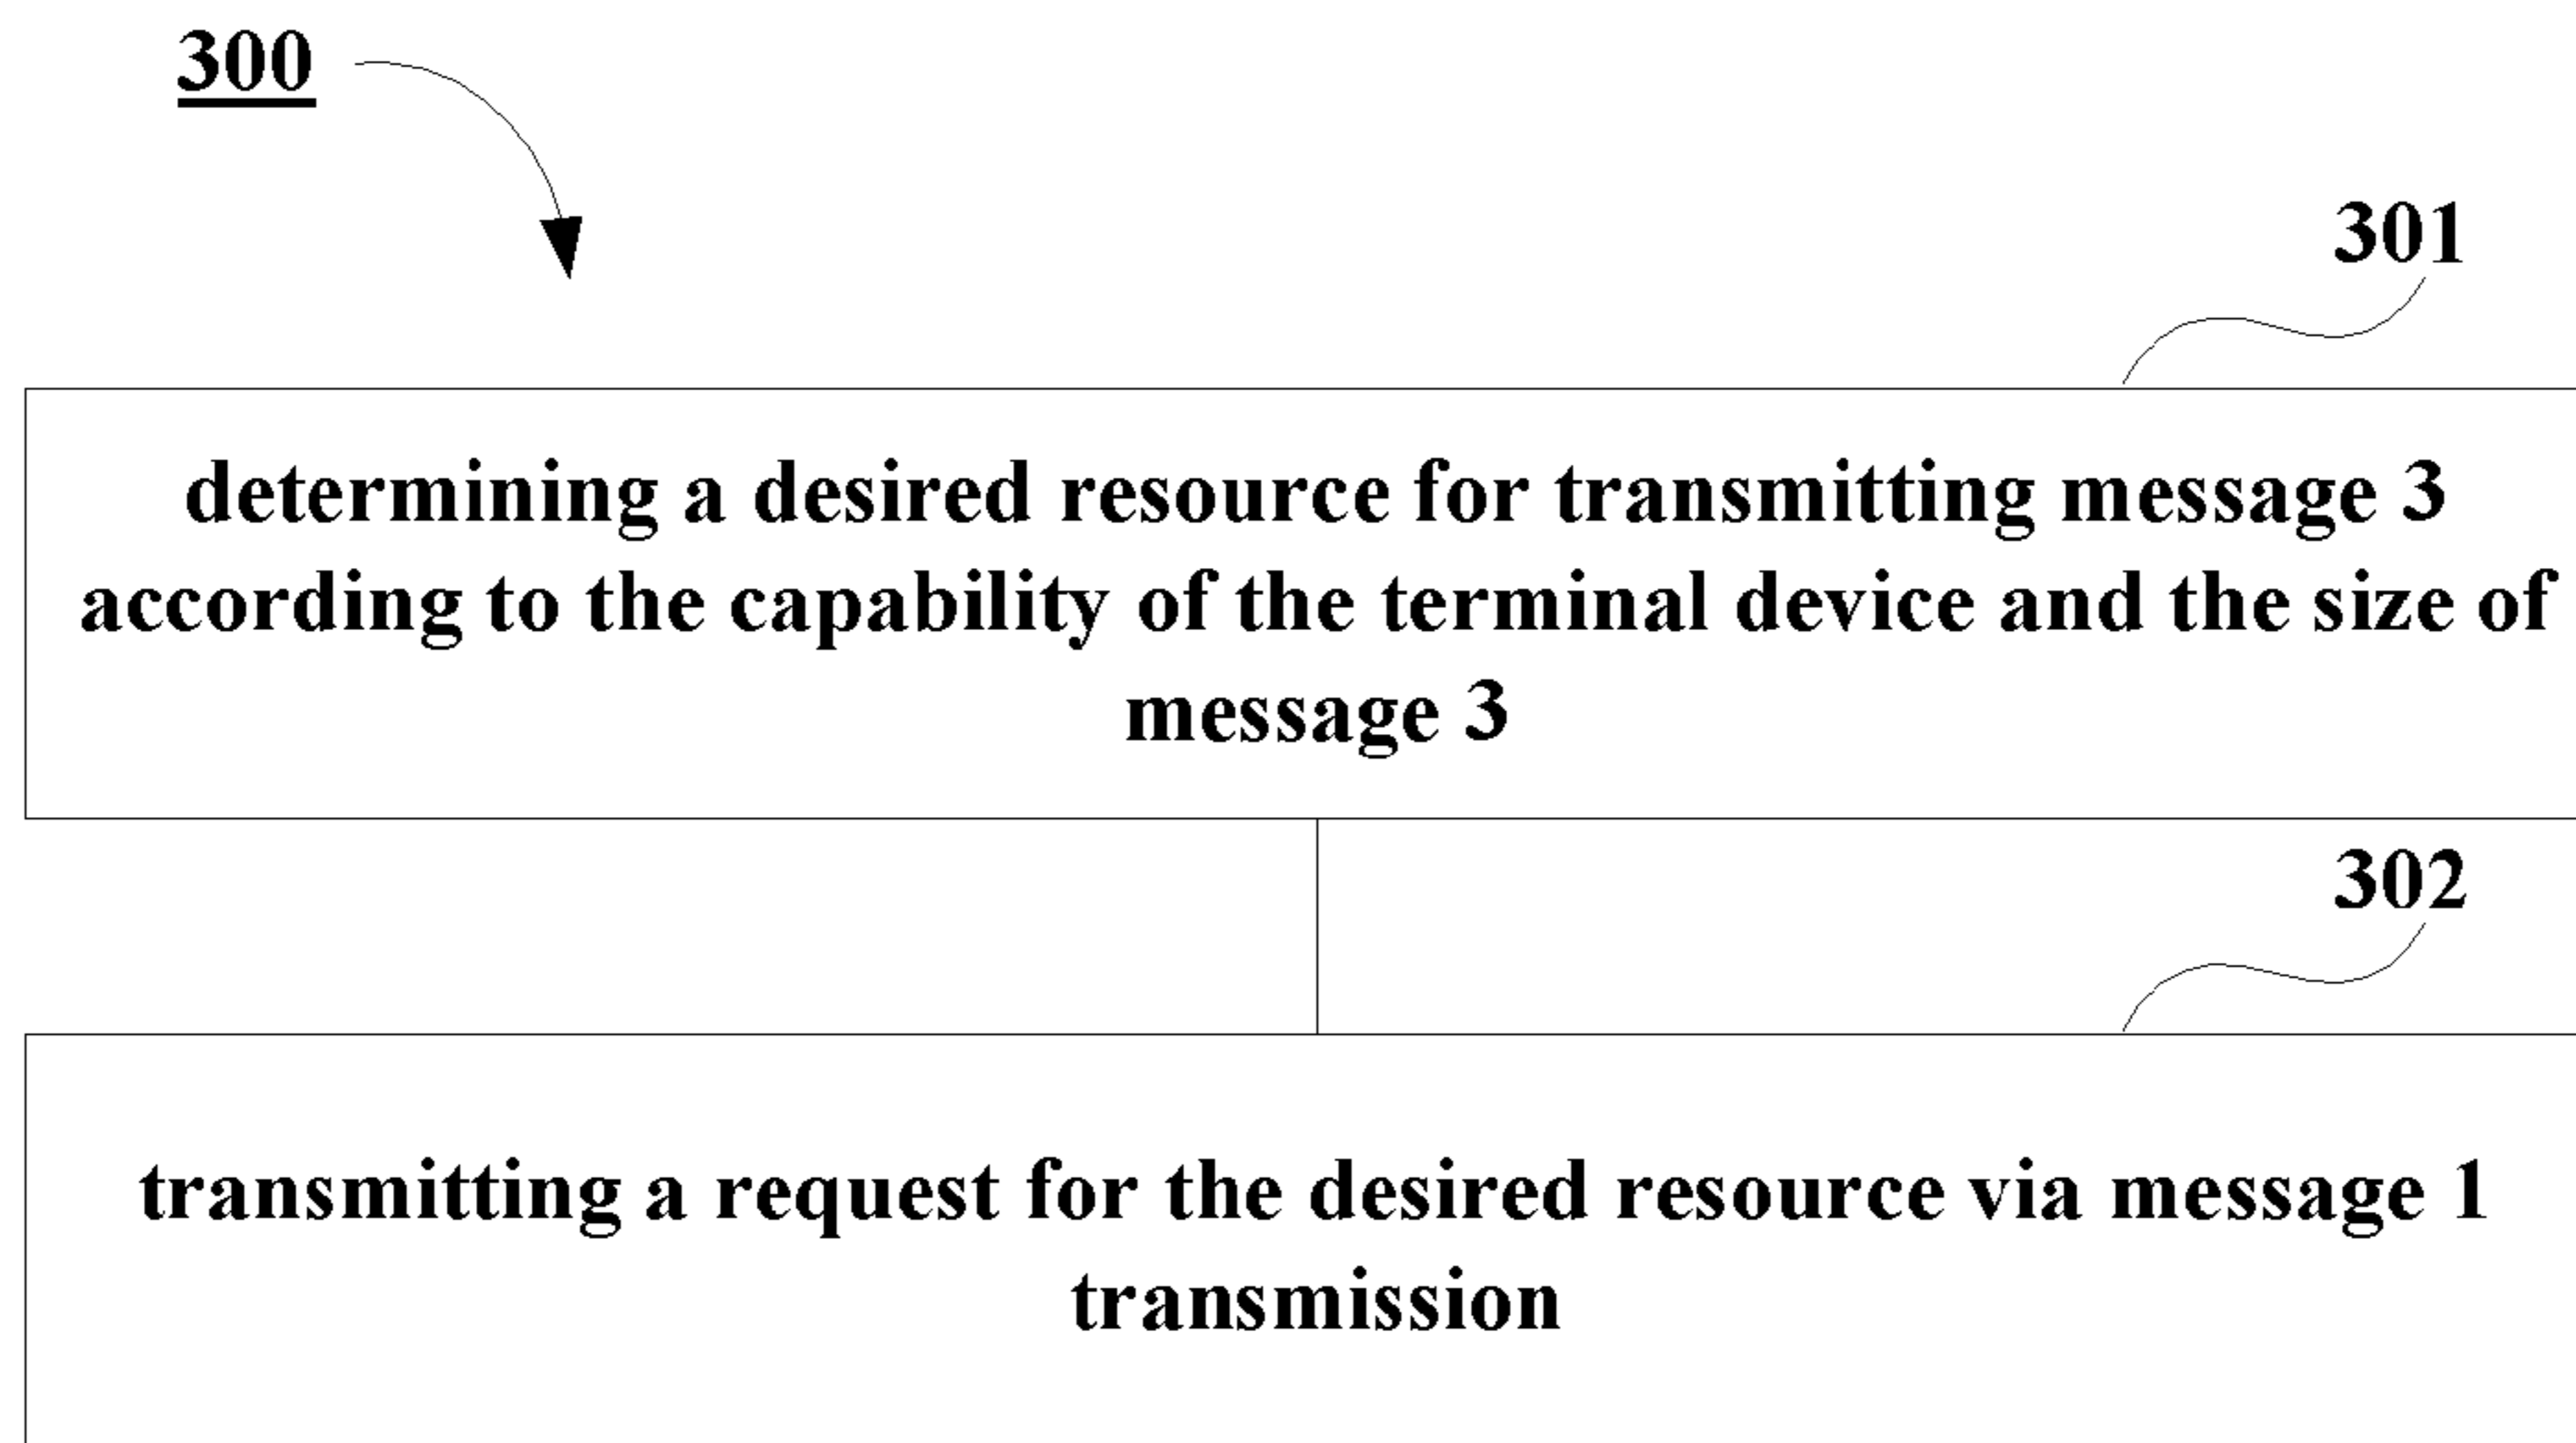 300
301
determining a desired resource for transmitting message 3
according to the capability of the terminal device and the size of
message 3
302
transmitting a request for the desired resource via message 1
transmission